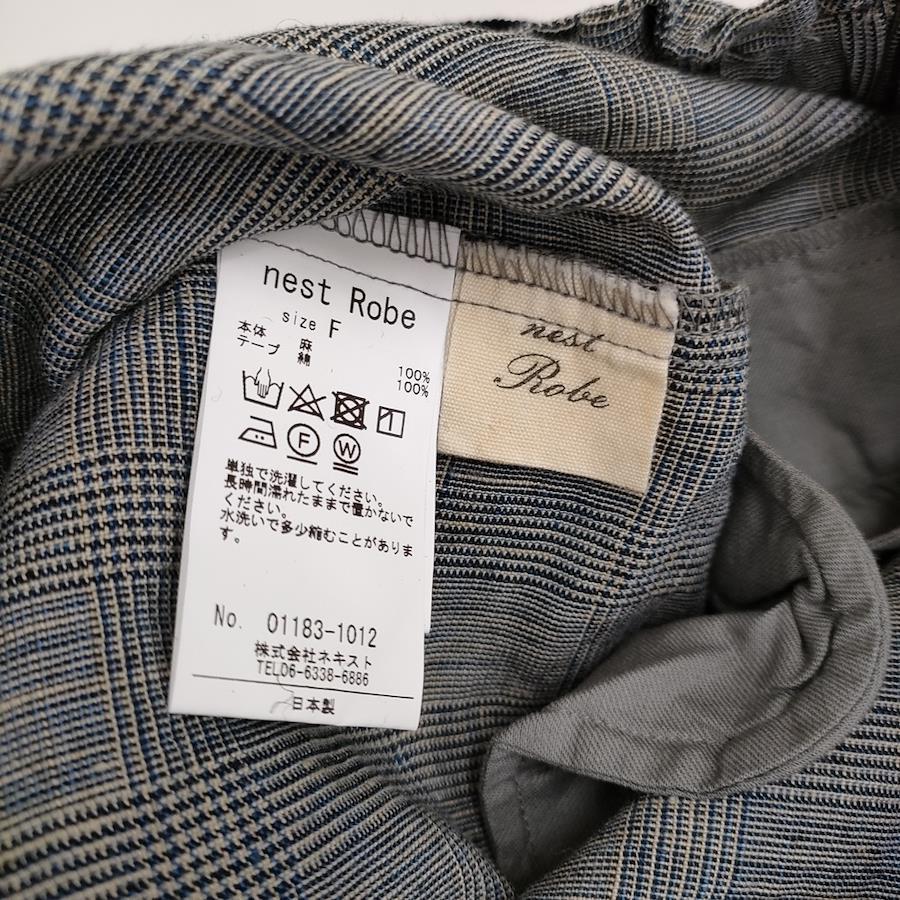 nest Robe
size F
本体 麻 100%
テープ 綿 100%
F W
単独で洗濯してください。
長時間濡れたままで置かないで
ください。
水洗いで多少縮むことがありま
す。
No. 01183-1012
株式会社ネキスト
TEL06-6338-6886
日本製
nest
Robe